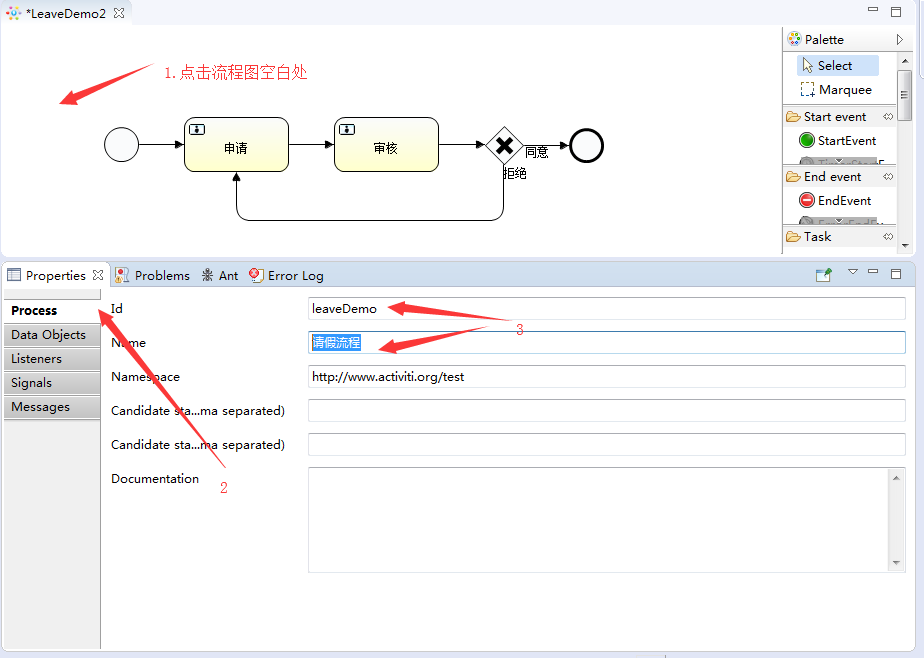 *LeaveDemo2
Palette
Select
Marquee
Start event
StartEvent
End event
EndEvent
Task
1. 点击流程图空白处
申请
审核
同意
拒绝
Properties
Problems
Ant
Error Log
Process
Data Objects
Listeners
Signals
Messages
Id
leaveDemo
3
Name
请假流程
Namespace
http://www.activiti.org/test
Candidate sta...ma separated)
Candidate sta...ma separated)
Documentation
2